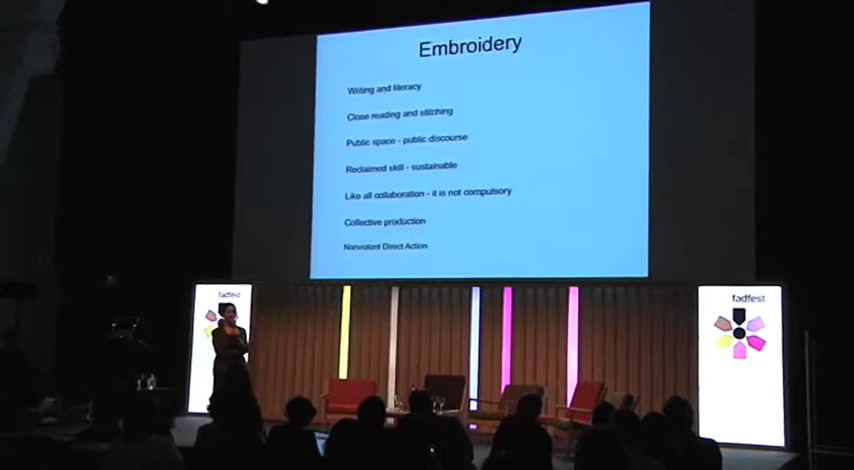 Embroidery
Writing and literacy
Close reading and stitching
Public space - public discourse
Reclaimed skill - sustainable
Like all collaboration - it is not compulsory
Collective production
Nonviolent Direct Action
fadfest
fadfest